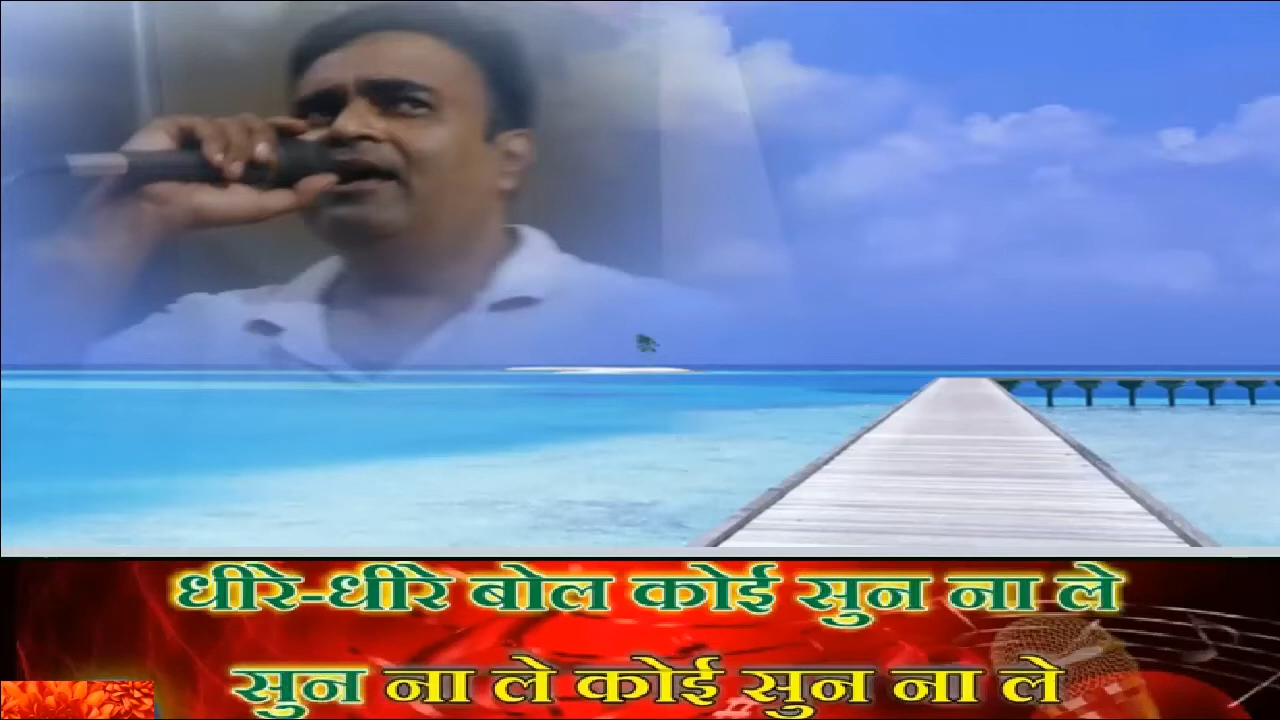 धीरे-धीरे बोल कोई सुन ना ले
सुन ना ले कोई सुन ना ले